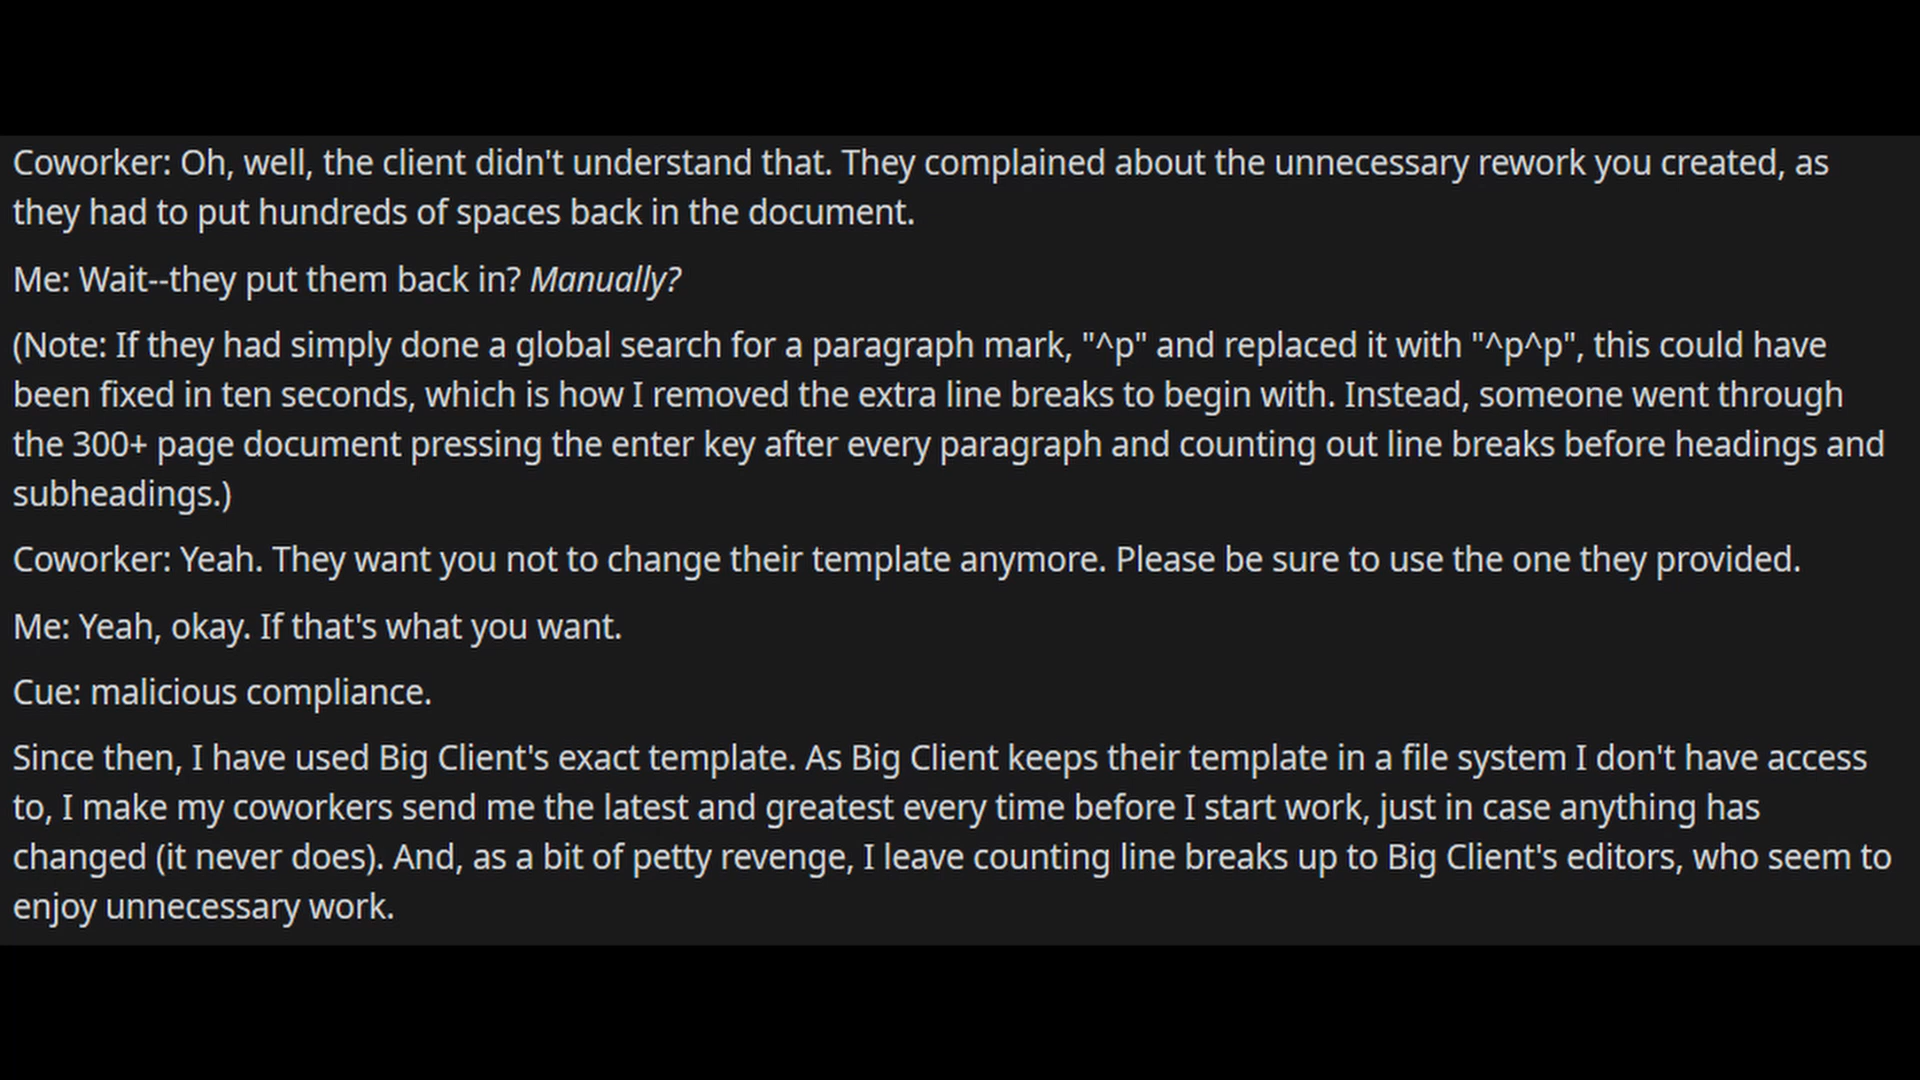 Coworker: Oh, well, the client didn't understand that. They complained about the unnecessary rework you created, as
they had to put hundreds of spaces back in the document.
Me: Wait--they put them back in? Manually?
(Note: If they had simply done a global search for a paragraph mark, "^p" and replaced it with "^p^p", this could have
been fixed in ten seconds, which is how I removed the extra line breaks to begin with. Instead, someone went through
the 300+ page document pressing the enter key after every paragraph and counting out line breaks before headings and
subheadings.)
Coworker: Yeah. They want you not to change their template anymore. Please be sure to use the one they provided.
Me: Yeah, okay. If that's what you want.
Cue: malicious compliance.
Since then, I have used Big Client's exact template. As Big Client keeps their template in a file system I don't have access
to, I make my coworkers send me the latest and greatest every time before I start work, just in case anything has
changed (it never does). And, as a bit of petty revenge, I leave counting line breaks up to Big Client's editors, who seem to
enjoy unnecessary work.